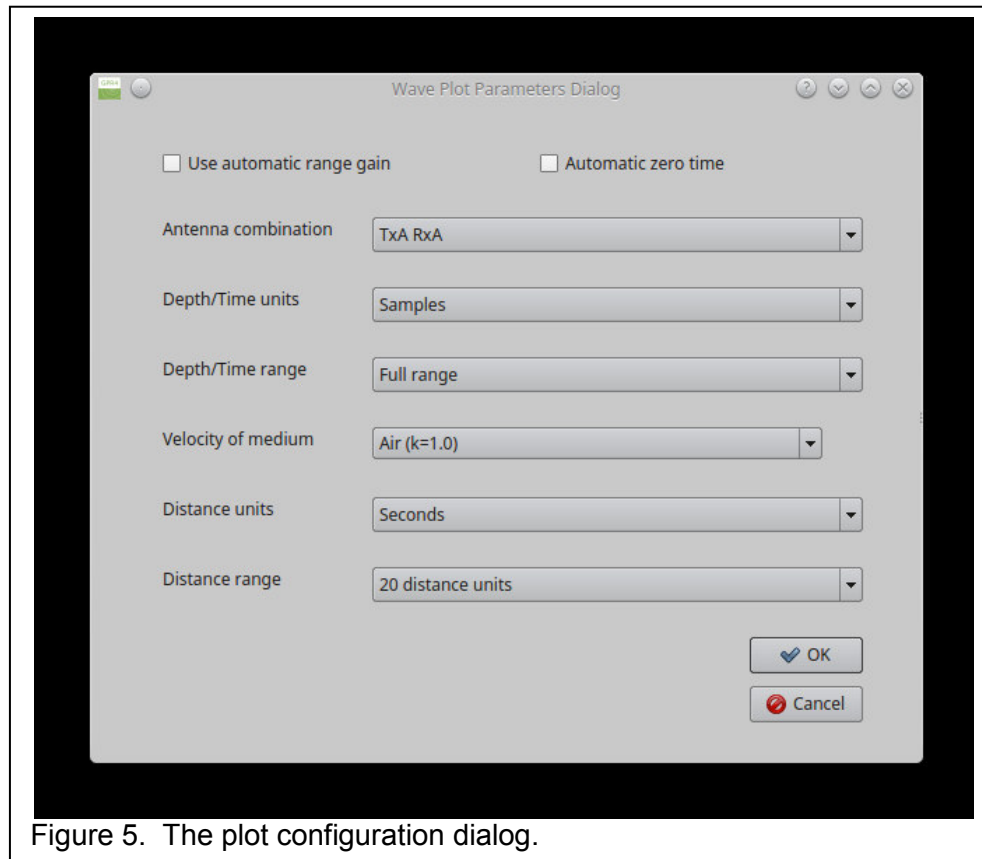 Wave Plot Parameters Dialog
Use automatic range gain
Automatic zero time
Antenna combination
TxA RxA
Depth/Time units
Samples
Depth/Time range
Full range
Velocity of medium
Air (k=1.0)
Distance units
Seconds
Distance range
20 distance units
OK
Cancel
Figure 5.  The plot configuration dialog.